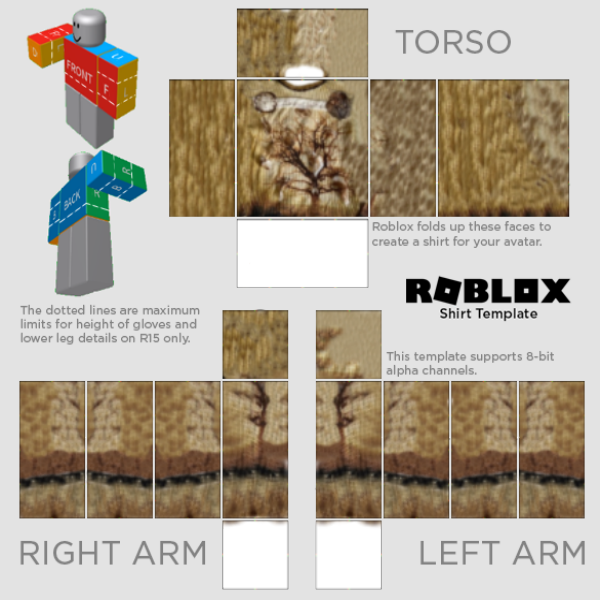 TORSO
FRONT
F
L
D
R
BACK
Roblox folds up these faces to
create a shirt for your avatar.
ROBLOX
Shirt Template
The dotted lines are maximum
limits for height of gloves and
lower leg details on R15 only.
This template supports 8-bit
alpha channels.
RIGHT ARM
LEFT ARM